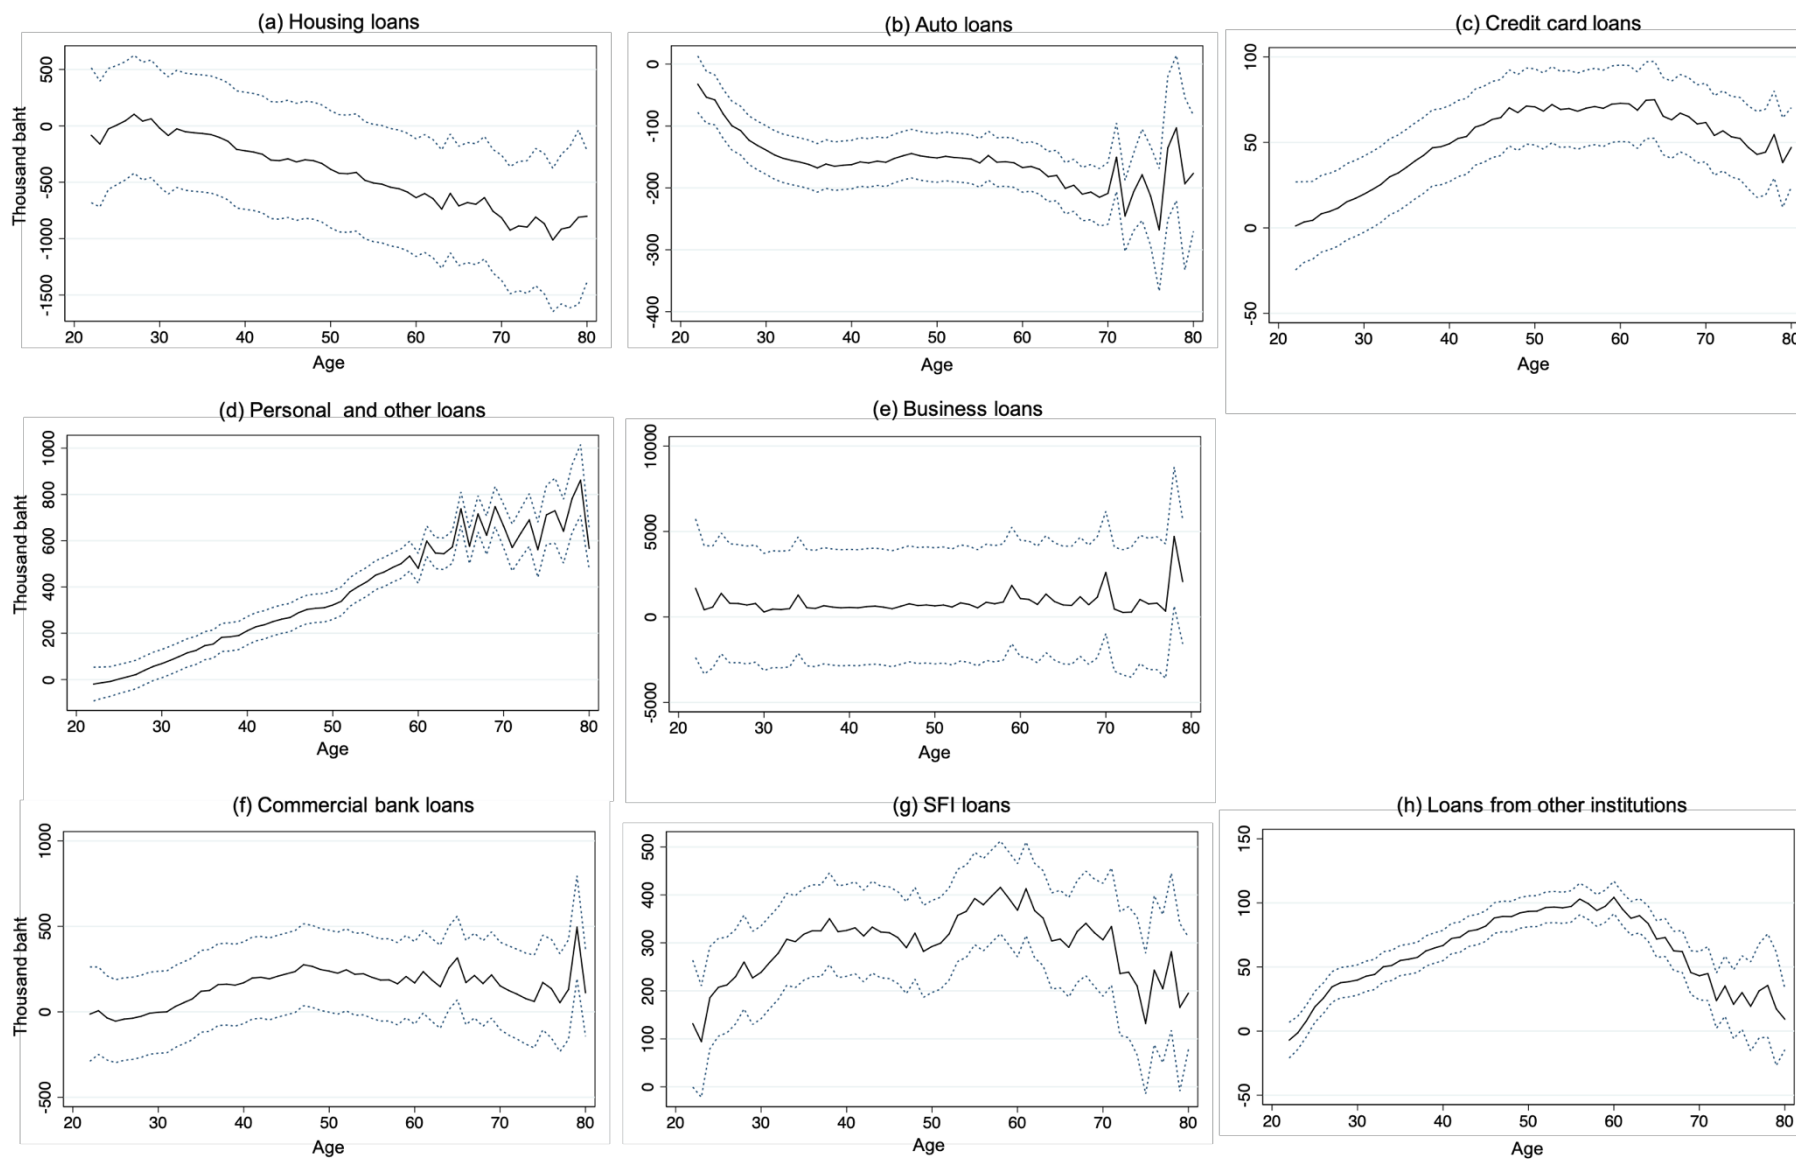 (a) Housing loans
(b) Auto loans
(c) Credit card loans
Thousand baht
500
0
-500
-1000
-1500
20 30 40 50 60 70 80
Age
0
-100
-200
-300
-400
20 30 40 50 60 70 80
Age
100
50
0
-50
20 30 40 50 60 70 80
Age
(d) Personal and other loans
(e) Business loans
Thousand baht
1000
800
600
400
200
0
20 30 40 50 60 70 80
Age
10000
5000
0
-5000
20 30 40 50 60 70 80
Age
(f) Commercial bank loans
(g) SFI loans
(h) Loans from other institutions
Thousand baht
1000
500
0
-500
20 30 40 50 60 70 80
Age
500
400
300
200
100
0
20 30 40 50 60 70 80
Age
150
100
50
0
-50
20 30 40 50 60 70 80
Age